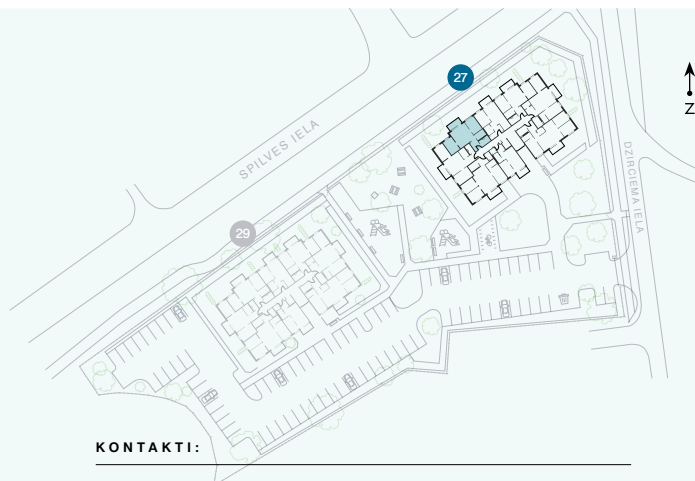 27
Z
SPILVES IELA
DZIRCIEMA IELA
29
KONTAKTI: